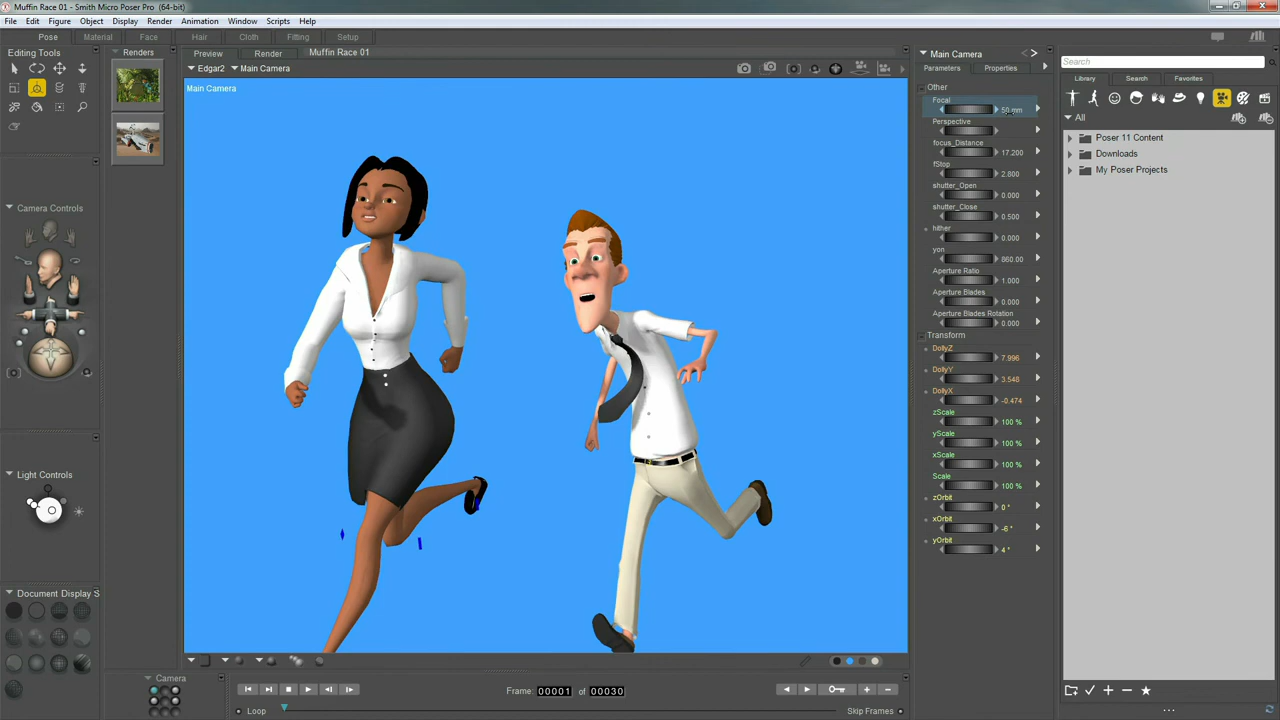 Muffin Race 01 - Smith Micro Poser Pro (64-bit)
File Edit Figure Object Display Render Animation Window Scripts Help
Pose Material Face Hair Cloth Fitting Setup
Editing Tools
Renders
Preview Render Muffin Race 01
Edgar2 Main Camera
Main Camera
Camera Controls
Light Controls
Document Display S
Camera
Frame: 00001 of 00030
Loop
Skip Frames
Main Camera
Parameters Properties
Other
Focal
50 mm
Perspective
focus_Distance
17.200
fStop
2.800
shutter_Open
0.000
shutter_Close
0.500
hither
0.000
yon
860.00
Aperture Ratio
1.000
Aperture Blades
0.000
Aperture Blades Rotation
0.000
Transform
DollyZ
7.996
DollyY
3.548
DollyX
-0.474
zScale
100 %
yScale
100 %
xScale
100 %
Scale
100 %
zOrbit
0 °
xOrbit
-6 °
yOrbit
4 °
Search
Library Search Favorites
All
Poser 11 Content
Downloads
My Poser Projects